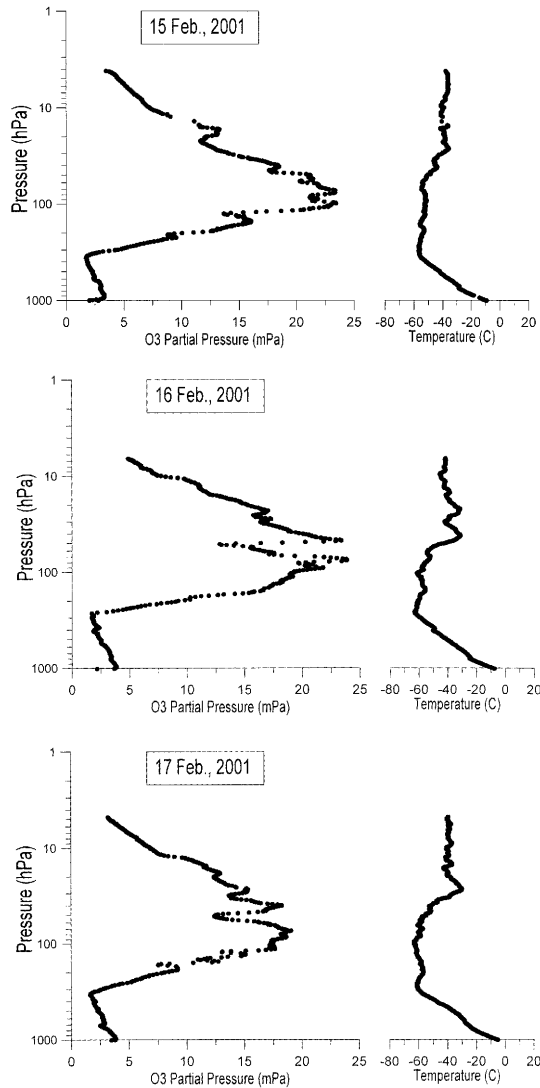 15 Feb., 2001
Pressure (hPa)
1
10
100
1000
0 5 10 15 20 25
O3 Partial Pressure (mPa)
-80 -60 -40 -20 0 20
Temperature (C)
16 Feb., 2001
Pressure (hPa)
1
10
100
1000
0 5 10 15 20 25
O3 Partial Pressure (mPa)
-80 -60 -40 -20 0 20
Temperature (C)
17 Feb., 2001
Pressure (hPa)
1
10
100
1000
0 5 10 15 20 25
O3 Partial Pressure (mPa)
-80 -60 -40 -20 0 20
Temperature (C)